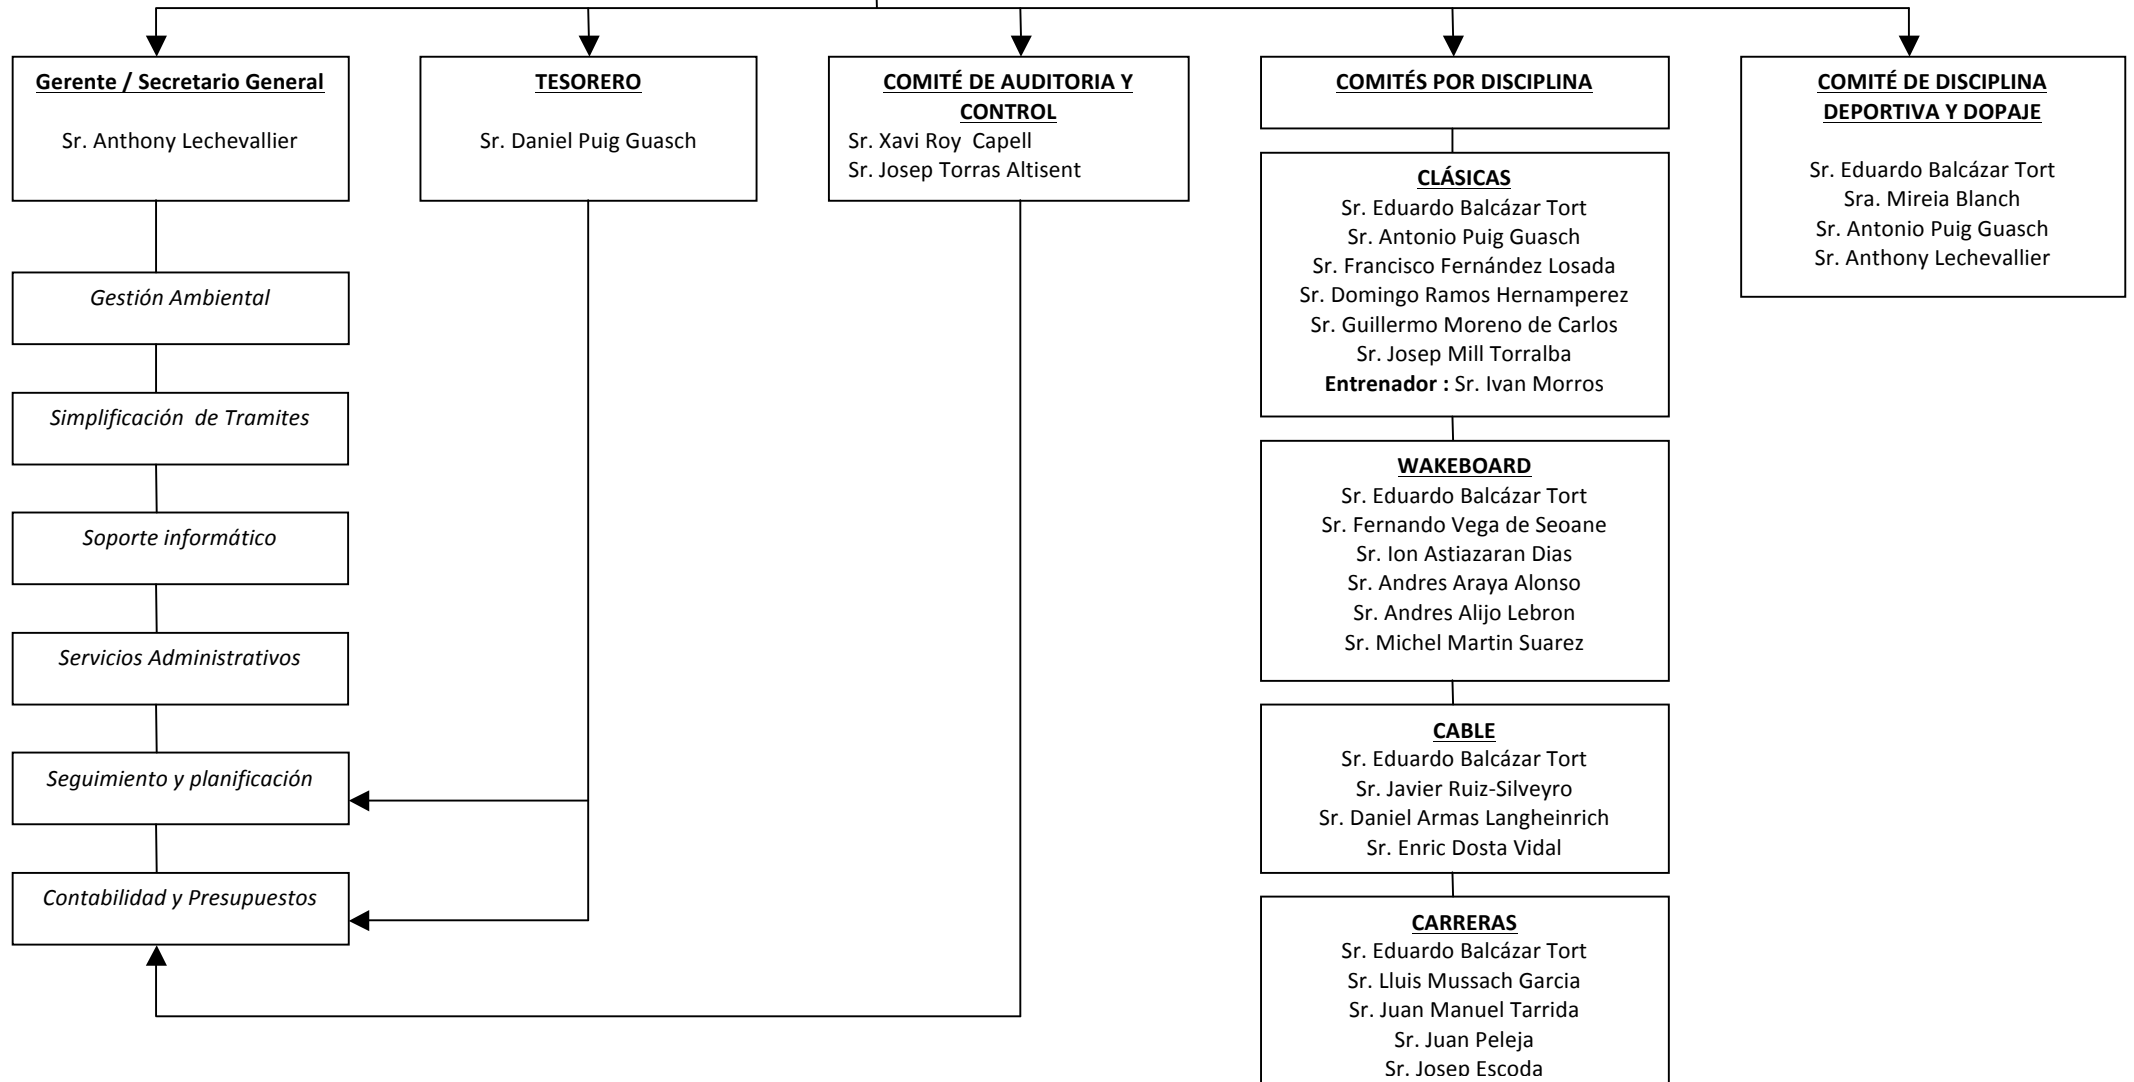 Gerente / Secretario General
Sr. Anthony Lechevallier
Gestión Ambiental
Simplificación de Tramites
Soporte informático
Servicios Administrativos
Seguimiento y planificación
Contabilidad y Presupuestos
TESORERO
Sr. Daniel Puig Guasch
COMITÉ DE AUDITORIA Y
CONTROL
Sr. Xavi Roy Capell
Sr. Josep Torras Altisent
COMITÉS POR DISCIPLINA
CLÁSICAS
Sr. Eduardo Balcázar Tort
Sr. Antonio Puig Guasch
Sr. Francisco Fernández Losada
Sr. Domingo Ramos Hernamperez
Sr. Guillermo Moreno de Carlos
Sr. Josep Mill Torralba
Entrenador : Sr. Ivan Morros
WAKEBOARD
Sr. Eduardo Balcázar Tort
Sr. Fernando Vega de Seoane
Sr. Ion Astiazaran Dias
Sr. Andres Araya Alonso
Sr. Andres Alijo Lebron
Sr. Michel Martin Suarez
CABLE
Sr. Eduardo Balcázar Tort
Sr. Javier Ruiz-Silveyro
Sr. Daniel Armas Langheinrich
Sr. Enric Dosta Vidal
CARRERAS
Sr. Eduardo Balcázar Tort
Sr. Lluis Mussach Garcia
Sr. Juan Manuel Tarrida
Sr. Juan Peleja
Sr. Josep Escoda
COMITÉ DE DISCIPLINA
DEPORTIVA Y DOPAJE
Sr. Eduardo Balcázar Tort
Sra. Mireia Blanch
Sr. Antonio Puig Guasch
Sr. Anthony Lechevallier